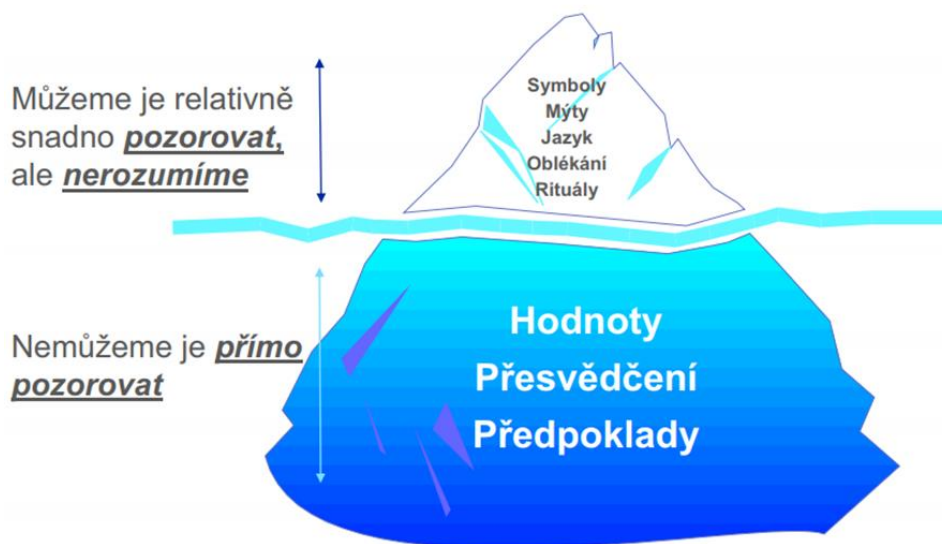 Symboly
Mýty
Jazyk
Oblékání
Rituály
Můžeme je relativně
snadno pozorovat,
ale nerozumíme
Hodnoty
Přesvědčení
Předpoklady
Nemůžeme je přímo
pozorovat